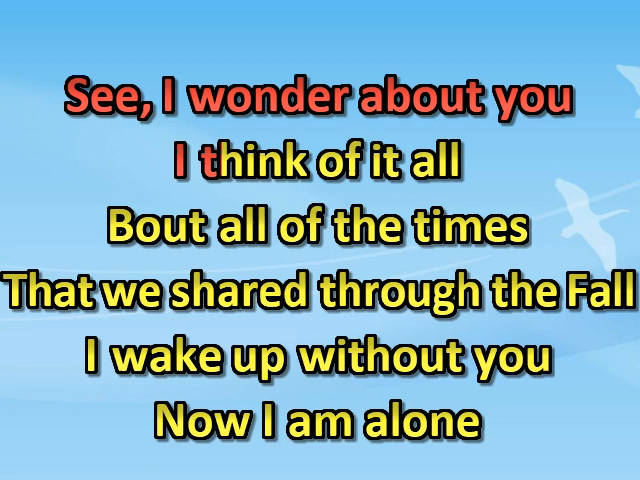 See, I wonder about you
I think of it all
Bout all of the times
That we shared through the Fall
I wake up without you
Now I am alone